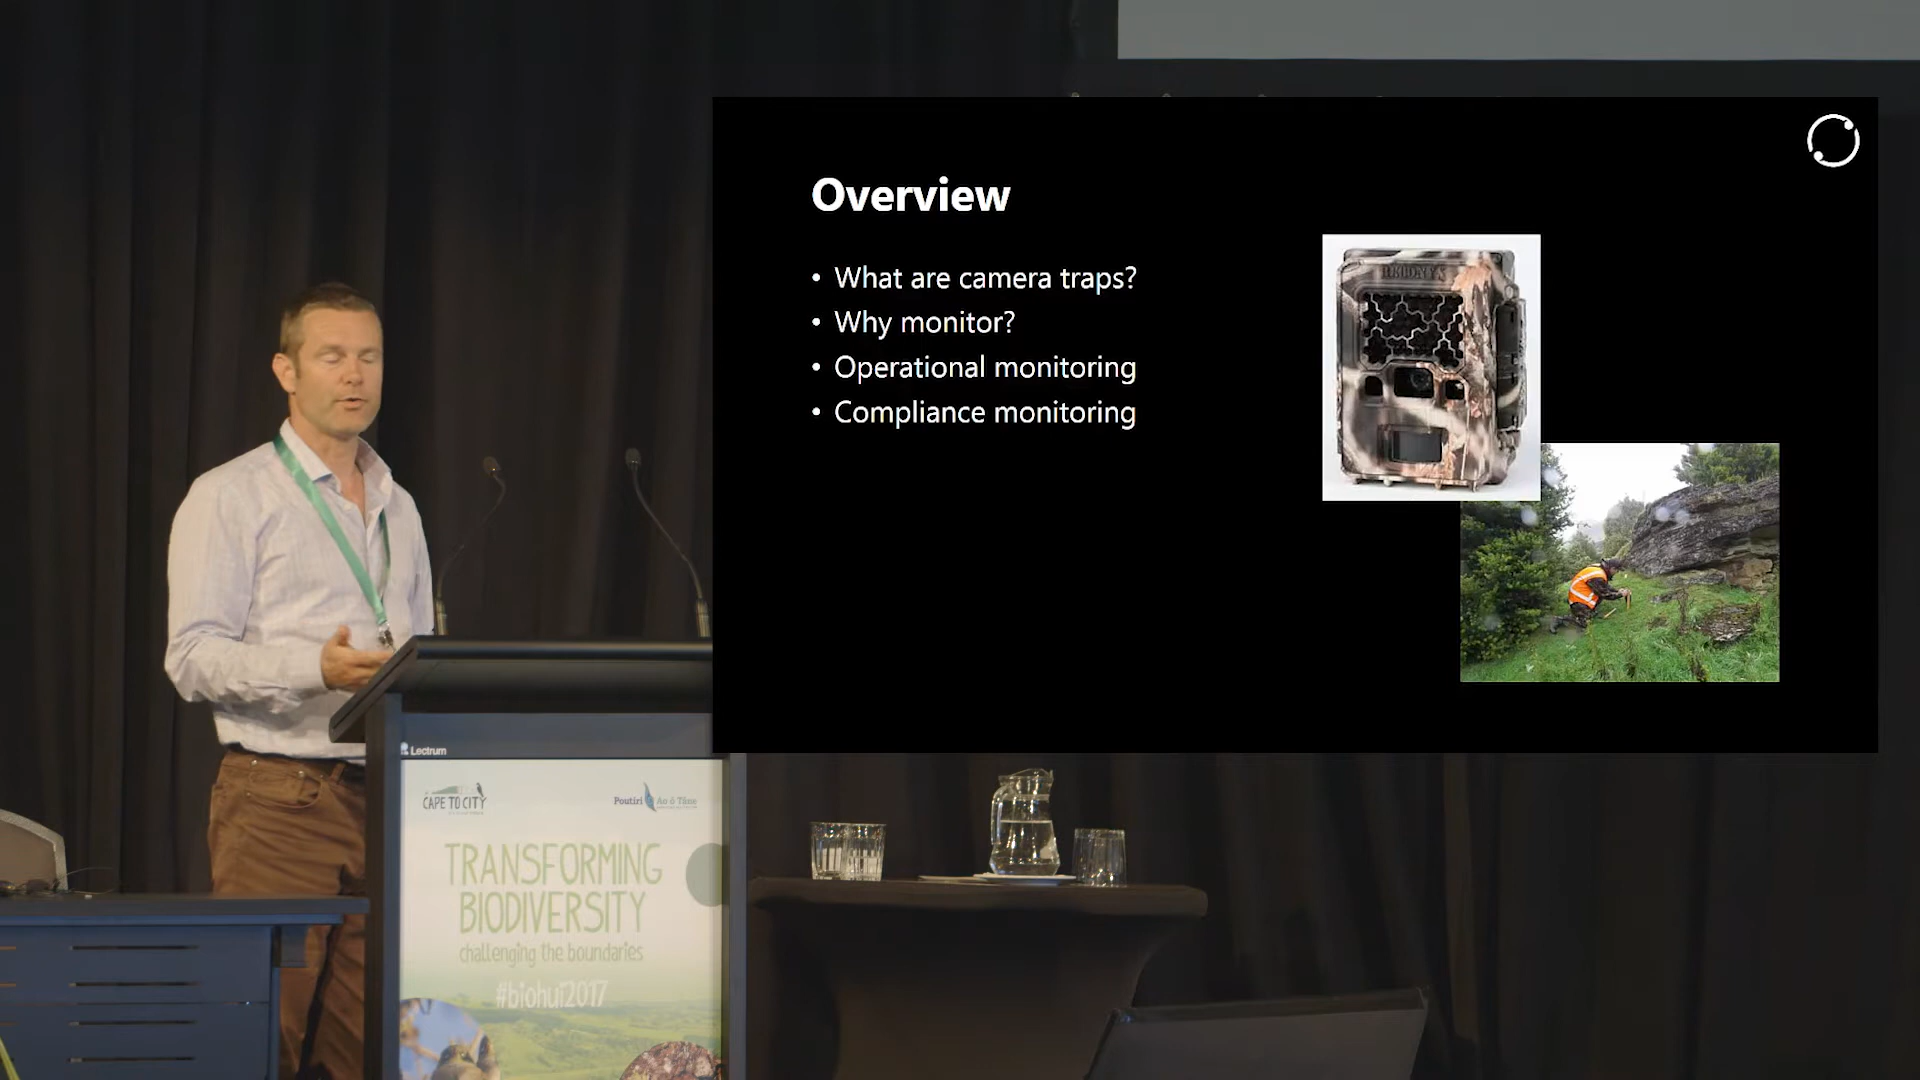 Overview
• What are camera traps?
• Why monitor?
• Operational monitoring
• Compliance monitoring
RECONYX
Lectrum
CAPE TO CITY
Poutiri Ao ō Tāne
TRANSFORMING
BIODIVERSITY
challenging the boundaries
#biohui2017